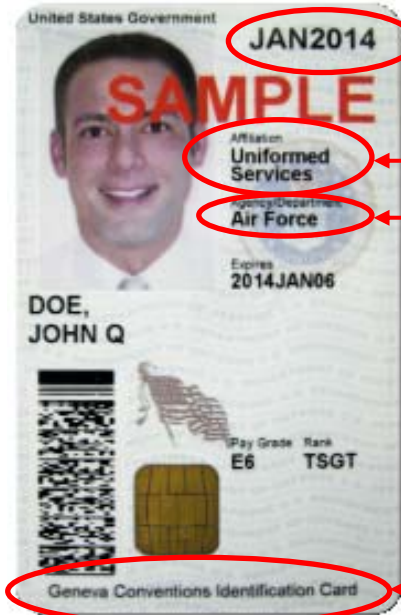 United States Government
JAN2014
SAMPLE
Affiliation
Uniformed
Services
Agency/Department
Air Force
Expires
2014JAN06
DOE,
JOHN Q
Pay Grade Rank
E6 TSGT
Geneva Conventions Identification Card